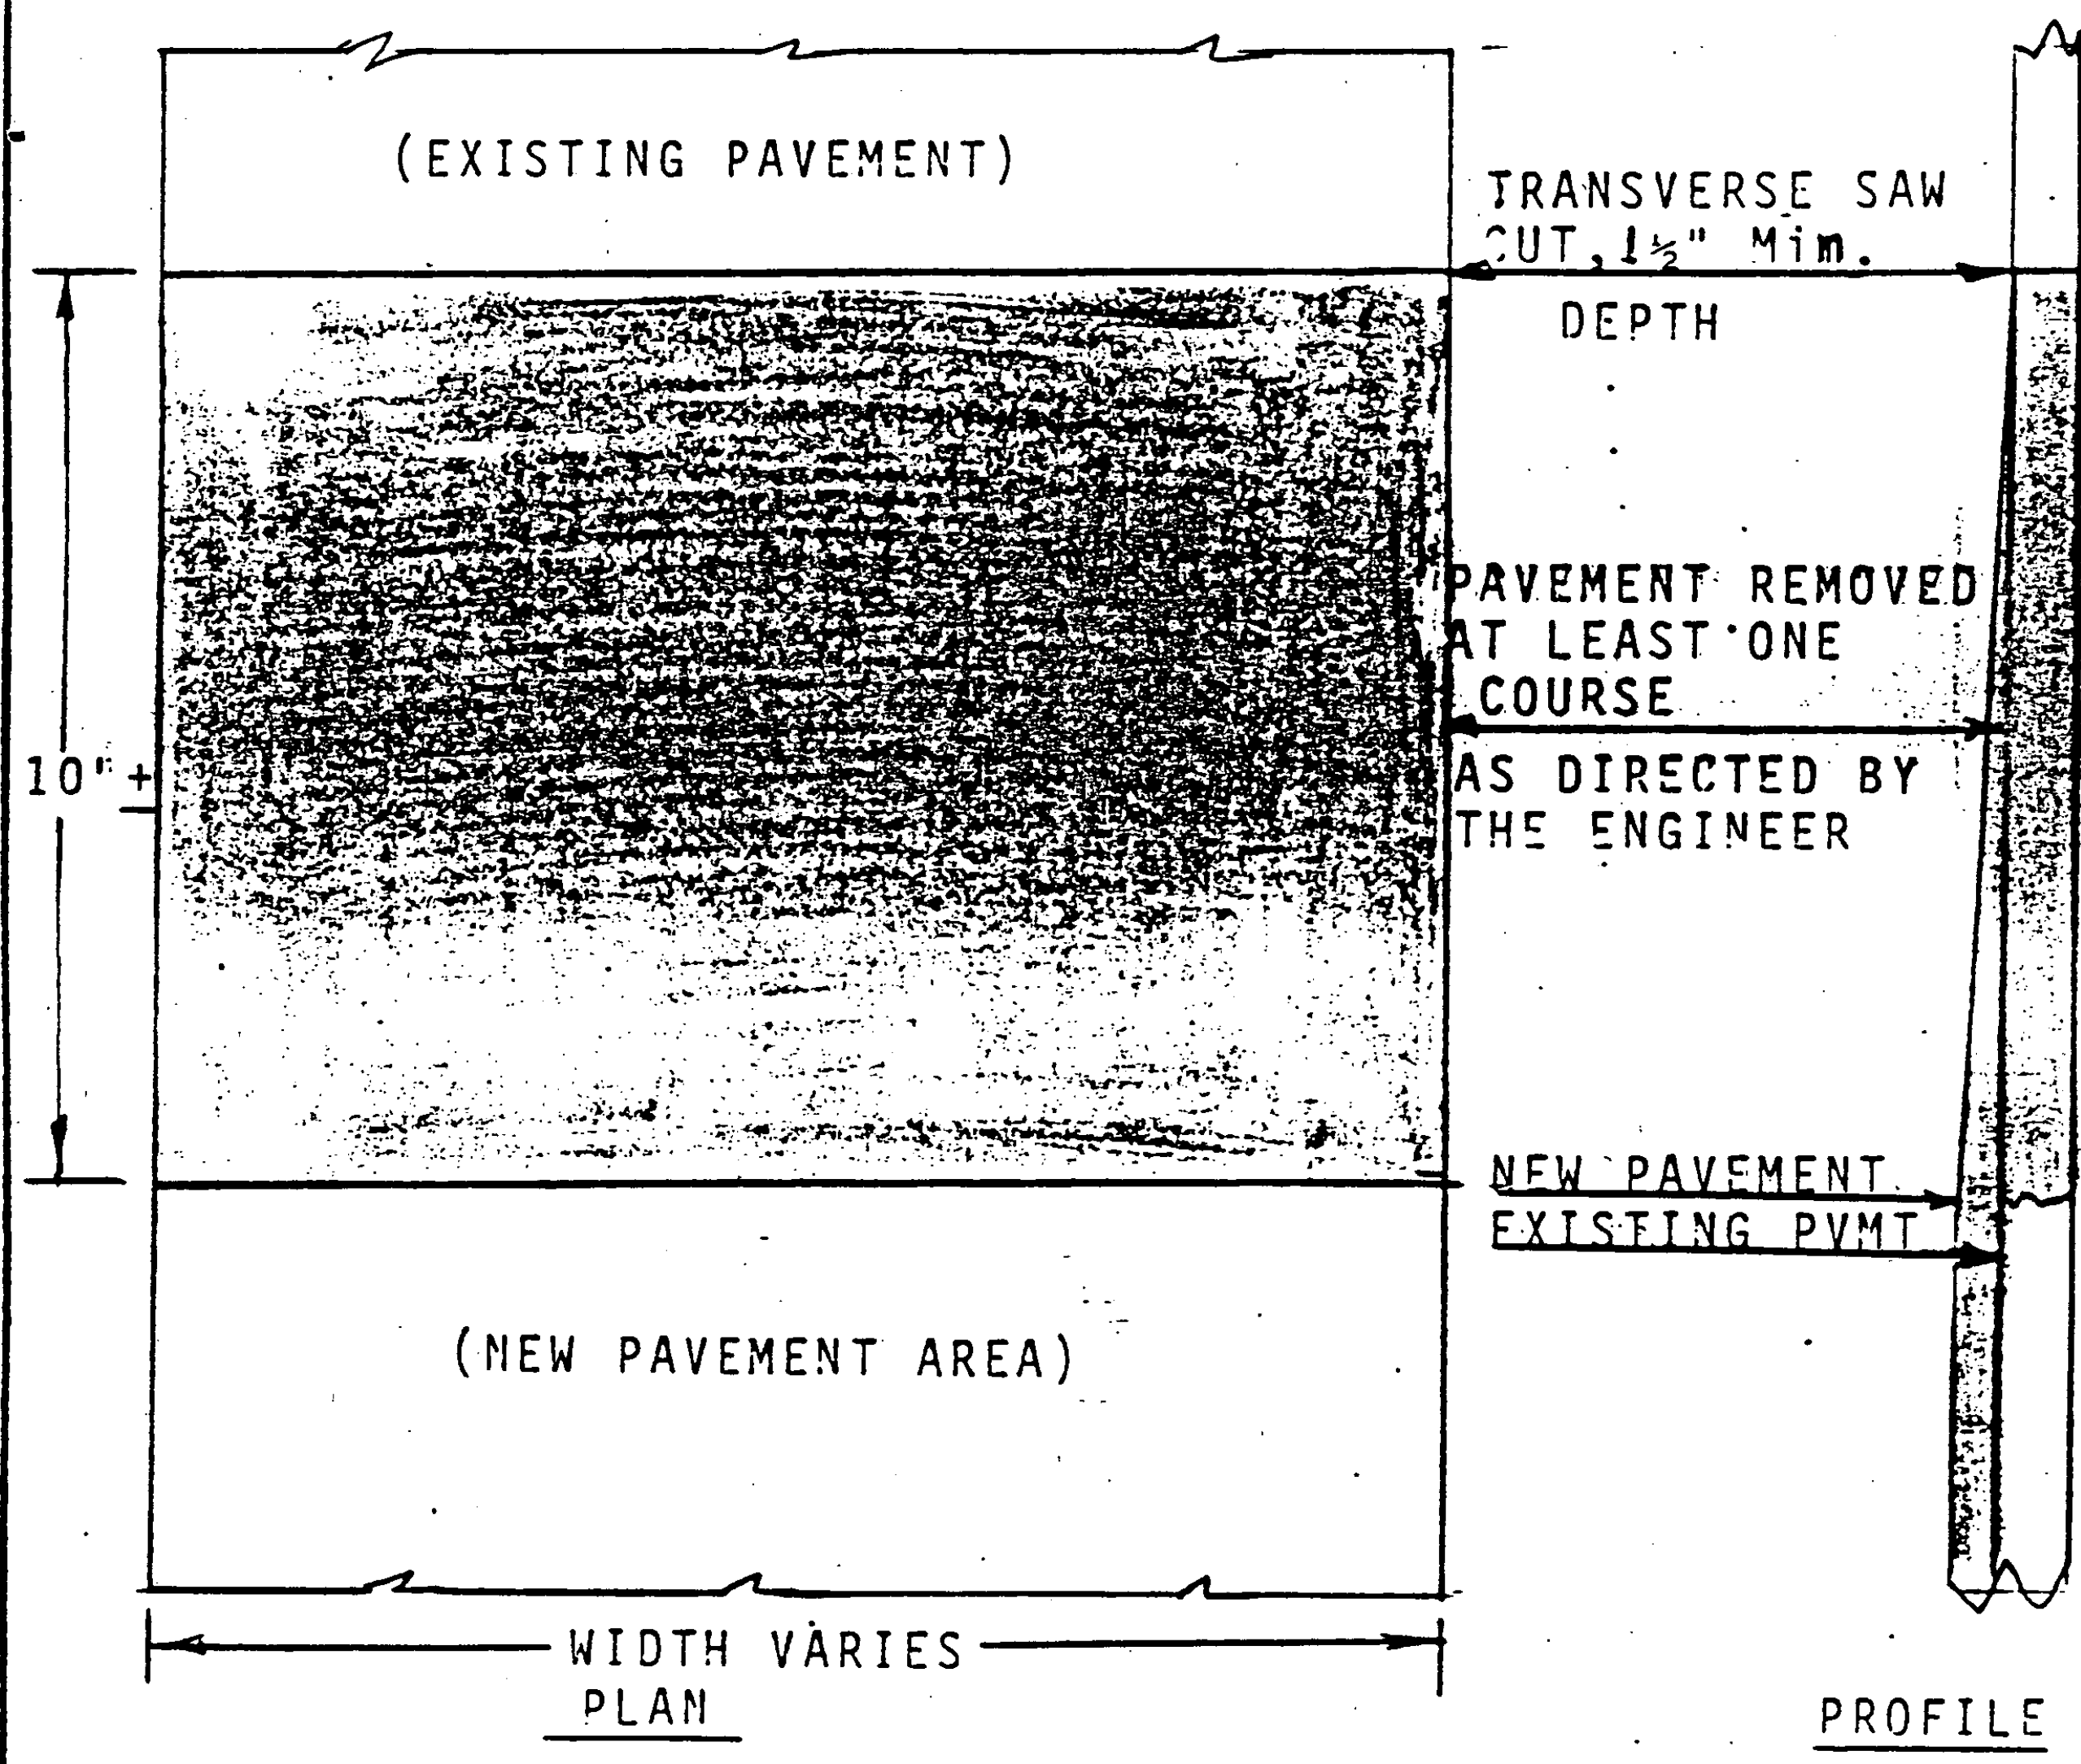 (EXISTING PAVEMENT)
TRANSVERSE SAW
CUT, 1½" Mim.
DEPTH
PAVEMENT REMOVED
AT LEAST ONE
COURSE
AS DIRECTED BY
THE ENGINEER
10" ±
NEW PAVEMENT
EXISTING PVMT
(NEW PAVEMENT AREA)
WIDTH VARIES
PLAN
PROFILE